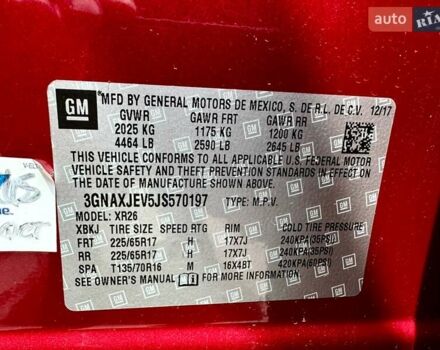 AUTO
RIA
GM
*MFD BY GENERAL MOTORS DE MEXICO, S. DE R.L. DE C.V. 12/17
GVWR GAWR FRT GAWR RR
2025 KG 1175 KG 1200 KG
4464 LB 2590 LB 2645 LB
THIS VEHICLE CONFORMS TO ALL APPLICABLE U.S. FEDERAL MOTOR
VEHICLE SAFETY, BUMPER, AND THEFT PREVENTION STANDARDS IN
EFFECT ON THE DATE OF MANUFACTURE SHOWN ABOVE.
3GNAXJEV5JS570197 TYPE: M.P.V.
MODEL: XR26
XBKJ TIRE SIZE SPEED RTG RIM COLD TIRE PRESSURE
FRT 225/65R17 H 17X7J 240KPA(35PSI)
RR 225/65R17 H 17X7J 240KPA(35PSI)
SPA T135/70R16 M 16X4BT 420KPA(60PSI)
SEE OWNER'S MANUAL
GM